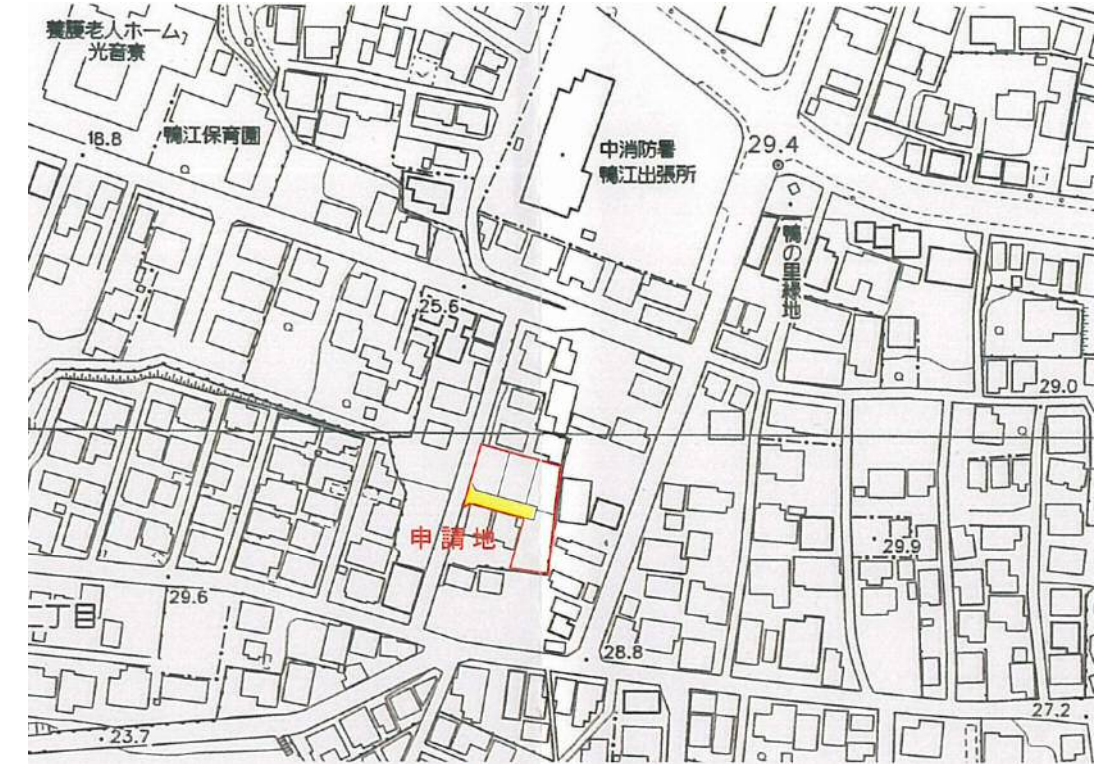 養護老人ホーム
光音寮
鴨江保育園
18.8
中消防署
鴨江出張所
29.4
鴨の里緑地
25.6
29.0
申請地
29.9
29.6
二丁目
28.8
27.2
23.7